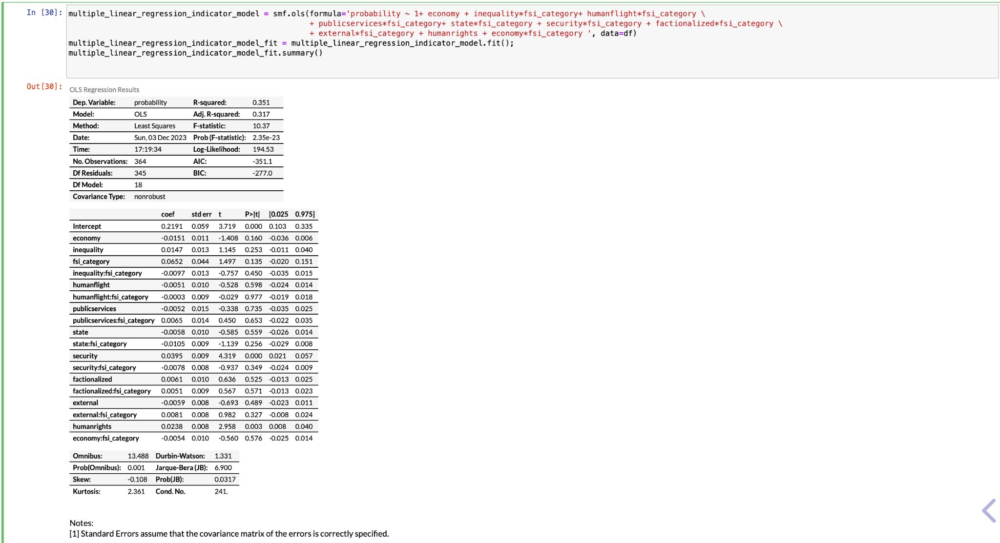 In [30]: multiple_linear_regression_indicator_model = smf.ols(formula='probability ~ 1+ economy + inequality*fsi_category+ humanflight*fsi_category \
+ publicservices*fsi_category+ state*fsi_category + security*fsi_category + factionalized*fsi_category \
+ external*fsi_category + humanrights + economy*fsi_category ', data=df)
multiple_linear_regression_indicator_model_fit = multiple_linear_regression_indicator_model.fit();
multiple_linear_regression_indicator_model_fit.summary()
Out[30]: OLS Regression Results
Dep. Variable: probability R-squared: 0.351
Model: OLS Adj. R-squared: 0.317
Method: Least Squares F-statistic: 10.37
Date: Sun, 03 Dec 2023 Prob (F-statistic): 2.35e-23
Time: 17:19:34 Log-Likelihood: 194.53
No. Observations: 364 AIC: -351.1
Df Residuals: 345 BIC: -277.0
Df Model: 18
Covariance Type: nonrobust
coef std err t P>|t| [0.025 0.975]
Intercept 0.2191 0.059 3.719 0.000 0.103 0.335
economy -0.0151 0.011 -1.408 0.160 -0.036 0.006
inequality 0.0147 0.013 1.145 0.253 -0.011 0.040
fsi_category 0.0652 0.044 1.497 0.135 -0.020 0.151
inequality:fsi_category -0.0097 0.013 -0.757 0.450 -0.035 0.015
humanflight -0.0051 0.010 -0.528 0.598 -0.024 0.014
humanflight:fsi_category -0.0003 0.009 -0.029 0.977 -0.019 0.018
publicservices -0.0052 0.015 -0.338 0.735 -0.035 0.025
publicservices:fsi_category 0.0065 0.014 0.450 0.653 -0.022 0.035
state -0.0058 0.010 -0.585 0.559 -0.026 0.014
state:fsi_category -0.0105 0.009 -1.139 0.256 -0.029 0.008
security 0.0395 0.009 4.319 0.000 0.021 0.057
security:fsi_category -0.0078 0.008 -0.937 0.349 -0.024 0.009
factionalized 0.0061 0.010 0.636 0.525 -0.013 0.025
factionalized:fsi_category 0.0051 0.009 0.567 0.571 -0.013 0.023
external -0.0059 0.008 -0.693 0.489 -0.023 0.011
external:fsi_category 0.0081 0.008 0.982 0.327 -0.008 0.024
humanrights 0.0238 0.008 2.958 0.003 0.008 0.040
economy:fsi_category -0.0054 0.010 -0.560 0.576 -0.025 0.014
Omnibus: 13.488 Durbin-Watson: 1.331
Prob(Omnibus): 0.001 Jarque-Bera (JB): 6.900
Skew: -0.108 Prob(JB): 0.0317
Kurtosis: 2.361 Cond. No. 241.
Notes:
[1] Standard Errors assume that the covariance matrix of the errors is correctly specified.